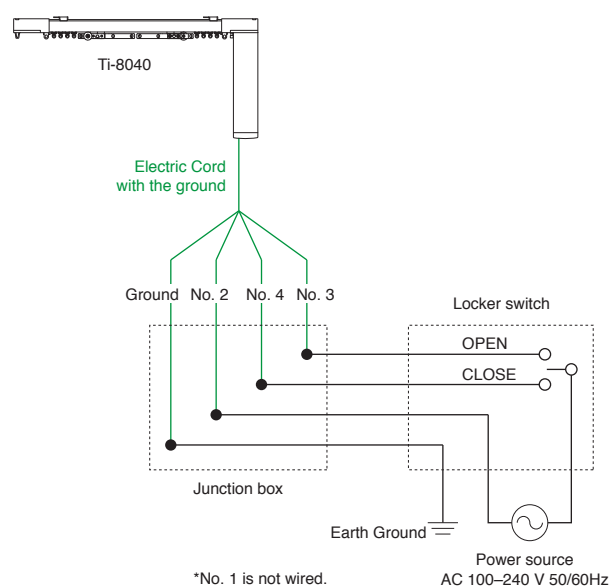 Ti-8040
Electric Cord
with the ground
Ground No. 2 No. 4 No. 3
Locker switch
OPEN
CLOSE
Junction box
Earth Ground
Power source
AC 100–240 V 50/60Hz
*No. 1 is not wired.